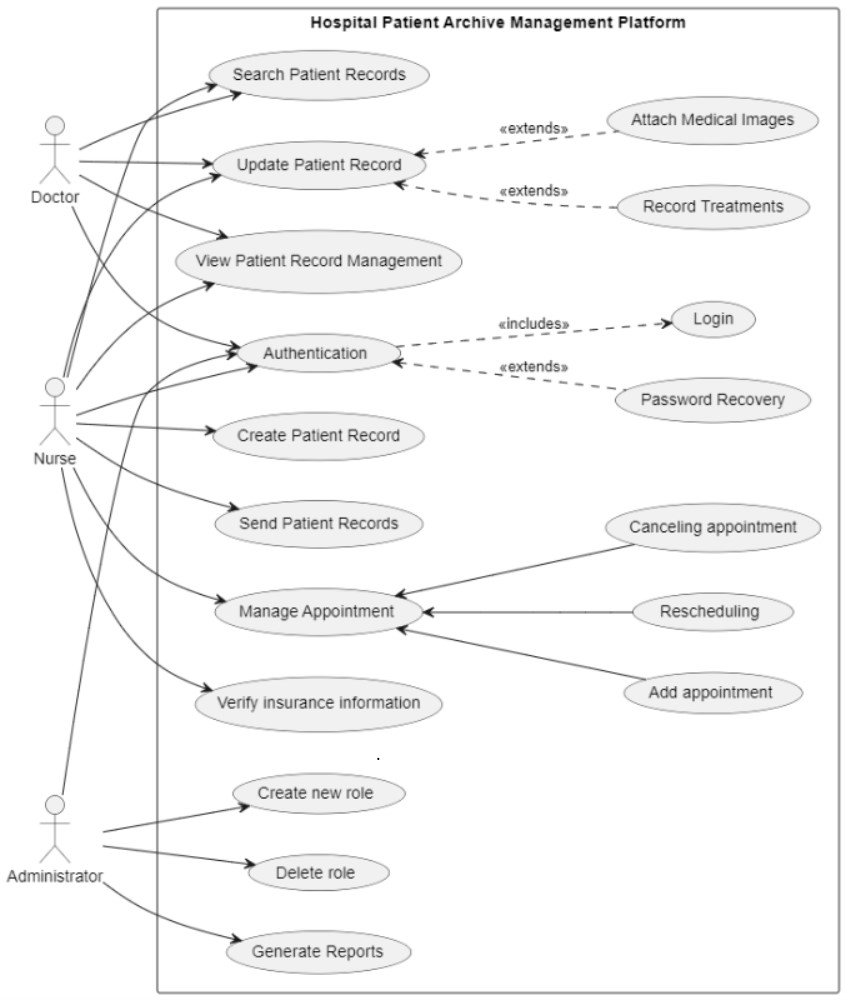 Hospital Patient Archive Management Platform
Search Patient Records
Attach Medical Images
«extends»
Update Patient Record
«extends»
Doctor
Record Treatments
View Patient Record Management
«includes»
Login
Authentication
«extends»
Password Recovery
Nurse
Create Patient Record
Send Patient Records
Canceling appointment
Manage Appointment
Rescheduling
Add appointment
Verify insurance information
.
Create new role
Administrator
Delete role
Generate Reports